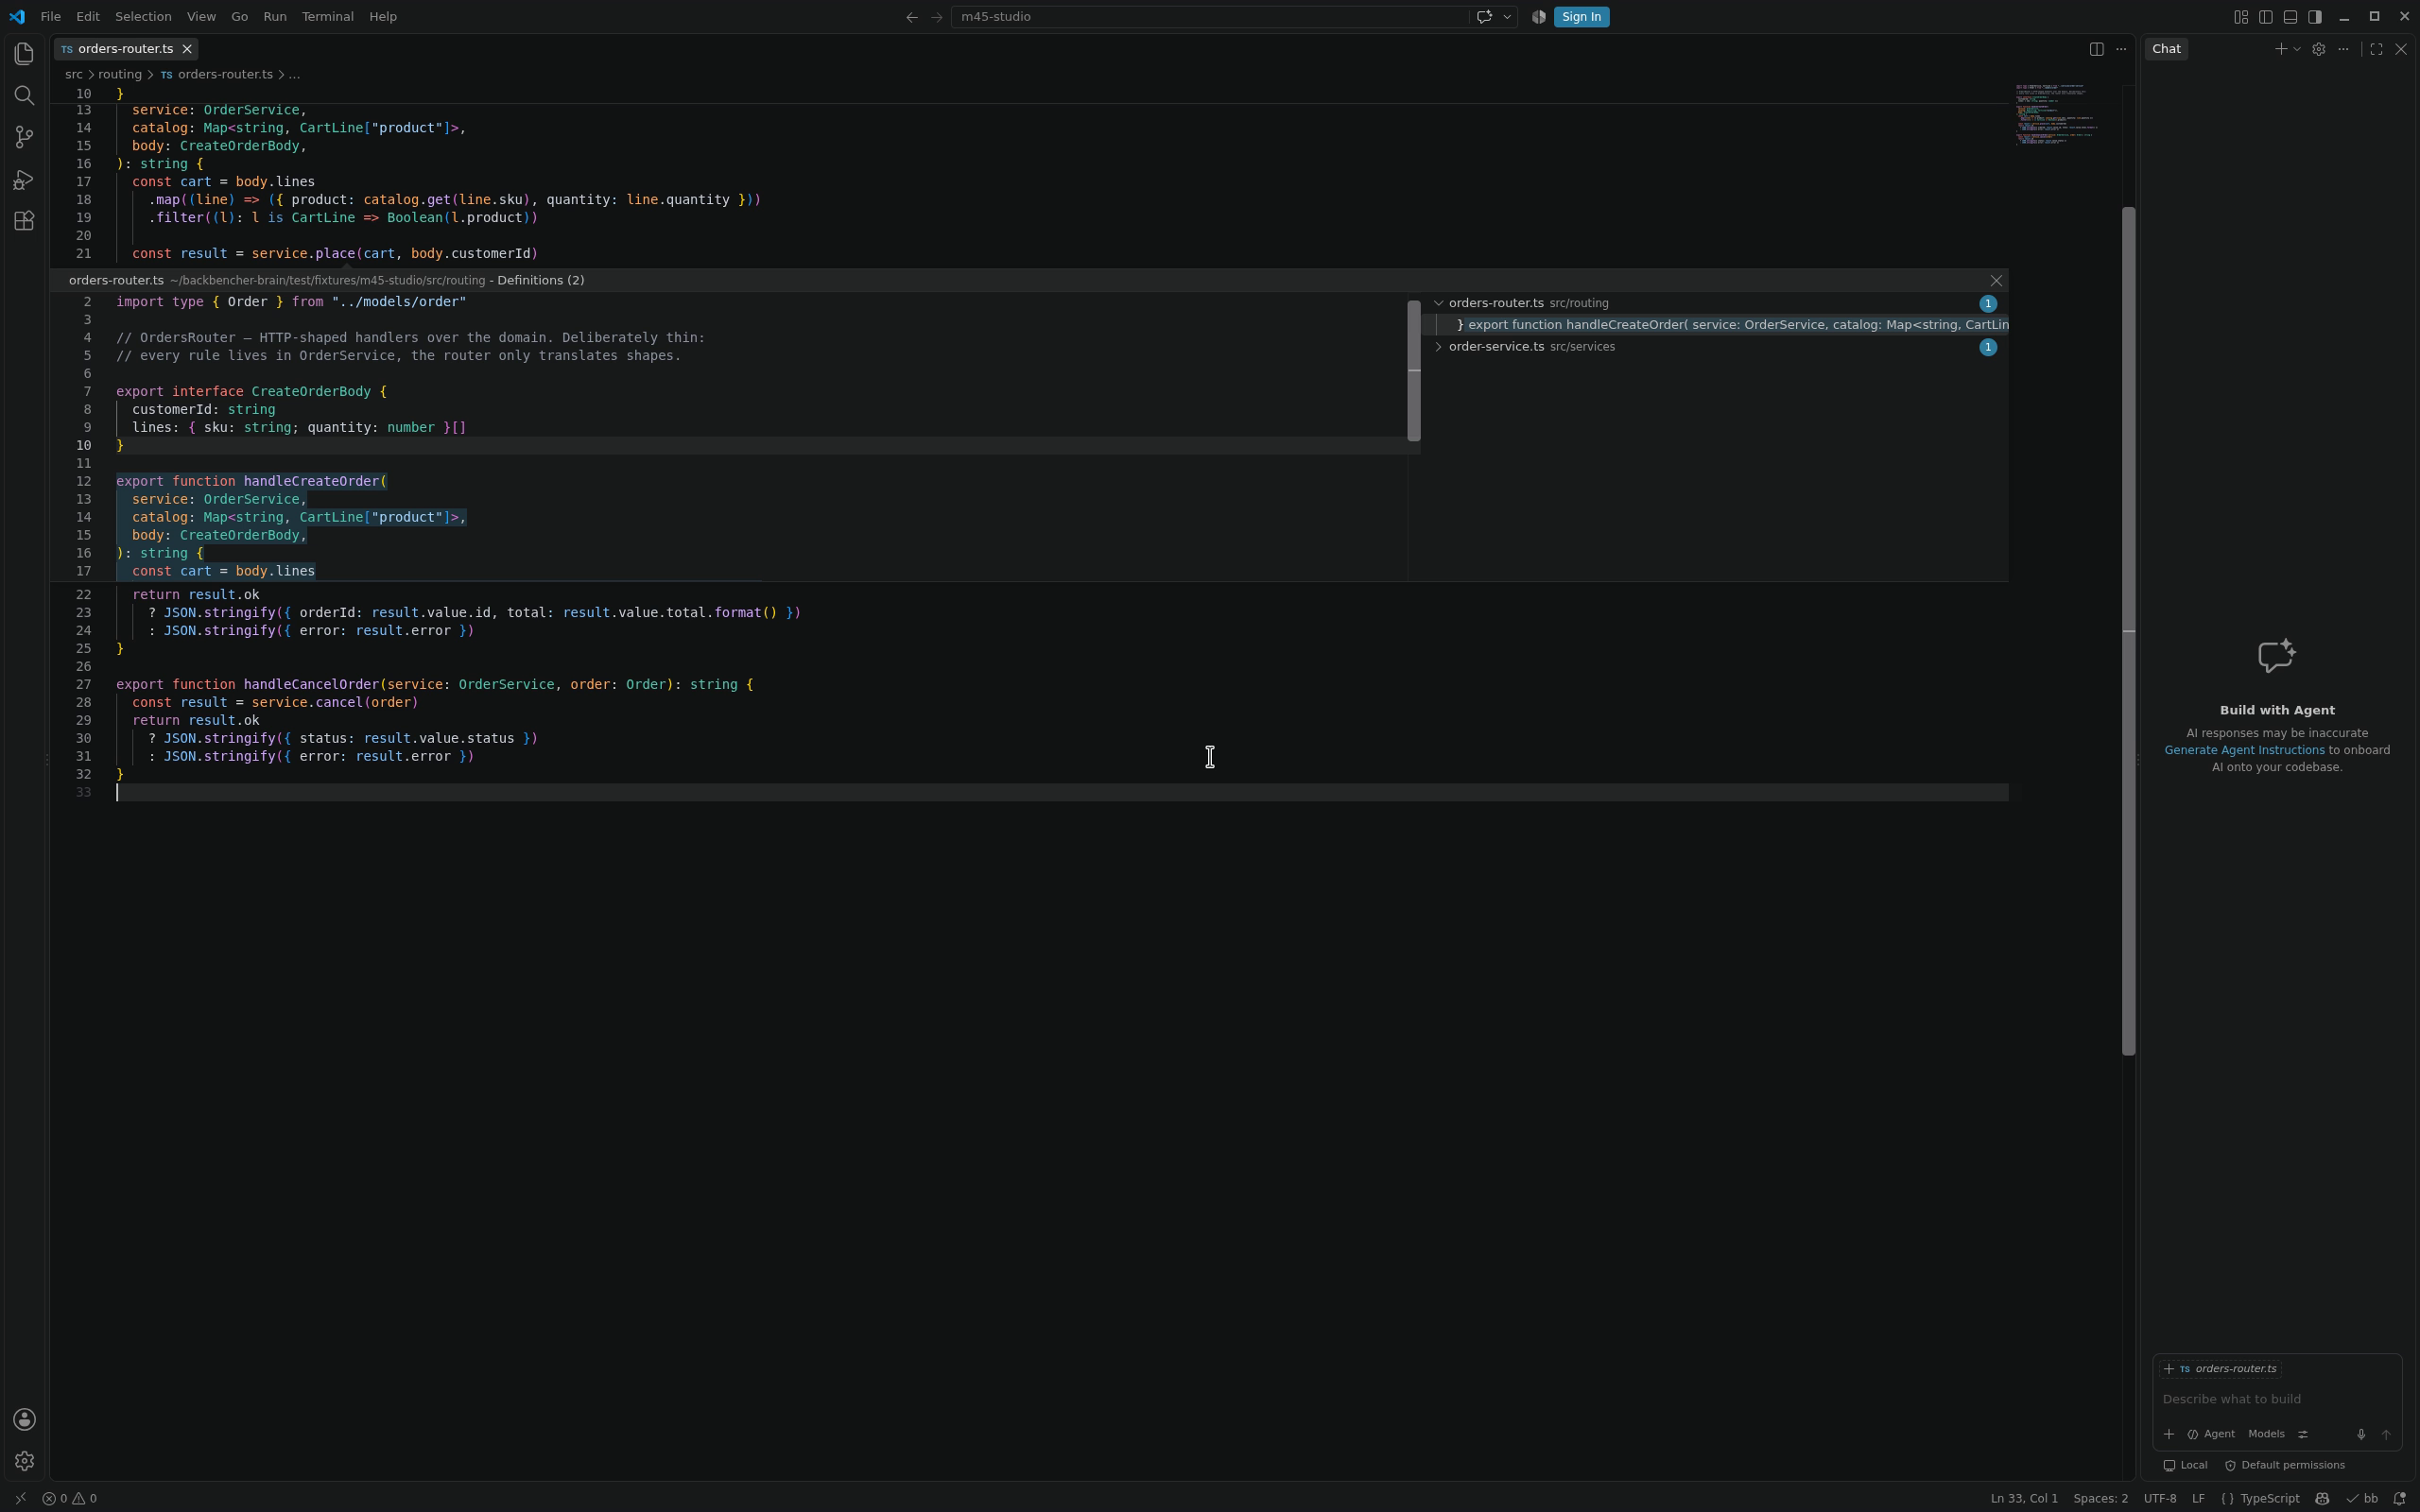 File Edit Selection View Go Run Terminal Help
m45-studio
Sign In
TS orders-router.ts
Chat
src > routing > TS orders-router.ts > ...
10 }
13 service: OrderService,
14 catalog: Map<string, CartLine["product"]>,
15 body: CreateOrderBody,
16 ): string {
17 const cart = body.lines
18 .map((line) => ({ product: catalog.get(line.sku), quantity: line.quantity }))
19 .filter((l): l is CartLine => Boolean(l.product))
20
21 const result = service.place(cart, body.customerId)
orders-router.ts ~/backbencher-brain/test/fixtures/m45-studio/src/routing - Definitions (2)
2 import type { Order } from "../models/order"
3
4 // OrdersRouter — HTTP-shaped handlers over the domain. Deliberately thin:
5 // every rule lives in OrderService, the router only translates shapes.
6
7 export interface CreateOrderBody {
8 customerId: string
9 lines: { sku: string; quantity: number }[]
10 }
11
12 export function handleCreateOrder(
13 service: OrderService,
14 catalog: Map<string, CartLine["product"]>,
15 body: CreateOrderBody,
16 ): string {
17 const cart = body.lines
orders-router.ts src/routing 1
} export function handleCreateOrder( service: OrderService, catalog: Map<string, CartLin
order-service.ts src/services 1
22 return result.ok
23 ? JSON.stringify({ orderId: result.value.id, total: result.value.total.format() })
24 : JSON.stringify({ error: result.error })
25 }
26
27 export function handleCancelOrder(service: OrderService, order: Order): string {
28 const result = service.cancel(order)
29 return result.ok
30 ? JSON.stringify({ status: result.value.status })
31 : JSON.stringify({ error: result.error })
32 }
33
Build with Agent
AI responses may be inaccurate
Generate Agent Instructions to onboard
AI onto your codebase.
TS orders-router.ts
Describe what to build
Agent Models
Local Default permissions
0 0
Ln 33, Col 1 Spaces: 2 UTF-8 LF { } TypeScript bb